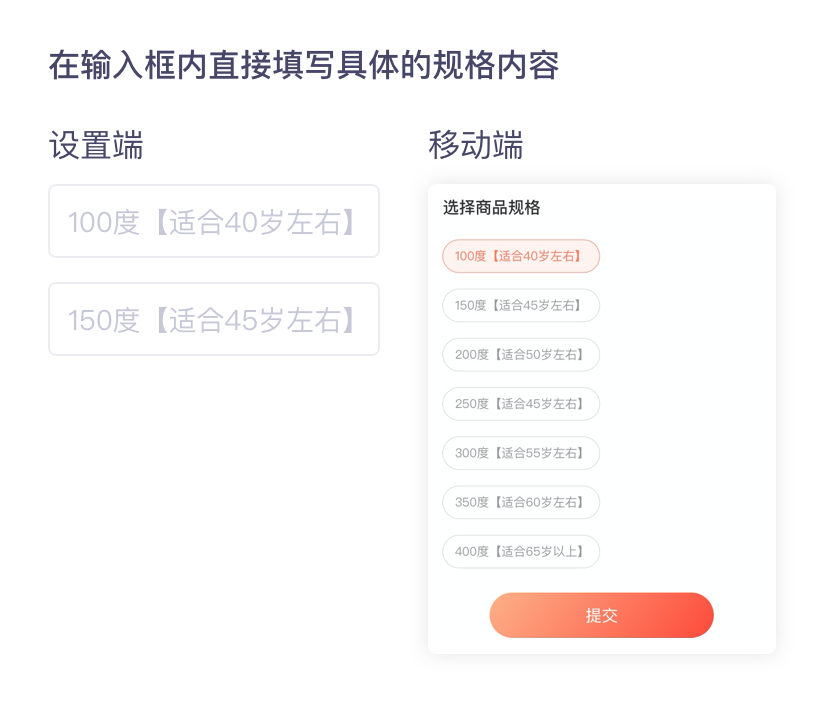 在输入框内直接填写具体的规格内容
设置端
100度【适合40岁左右】
150度【适合45岁左右】
移动端
选择商品规格
100度【适合40岁左右】
150度【适合45岁左右】
200度【适合50岁左右】
250度【适合45岁左右】
300度【适合55岁左右】
350度【适合60岁左右】
400度【适合65岁以上】
提交